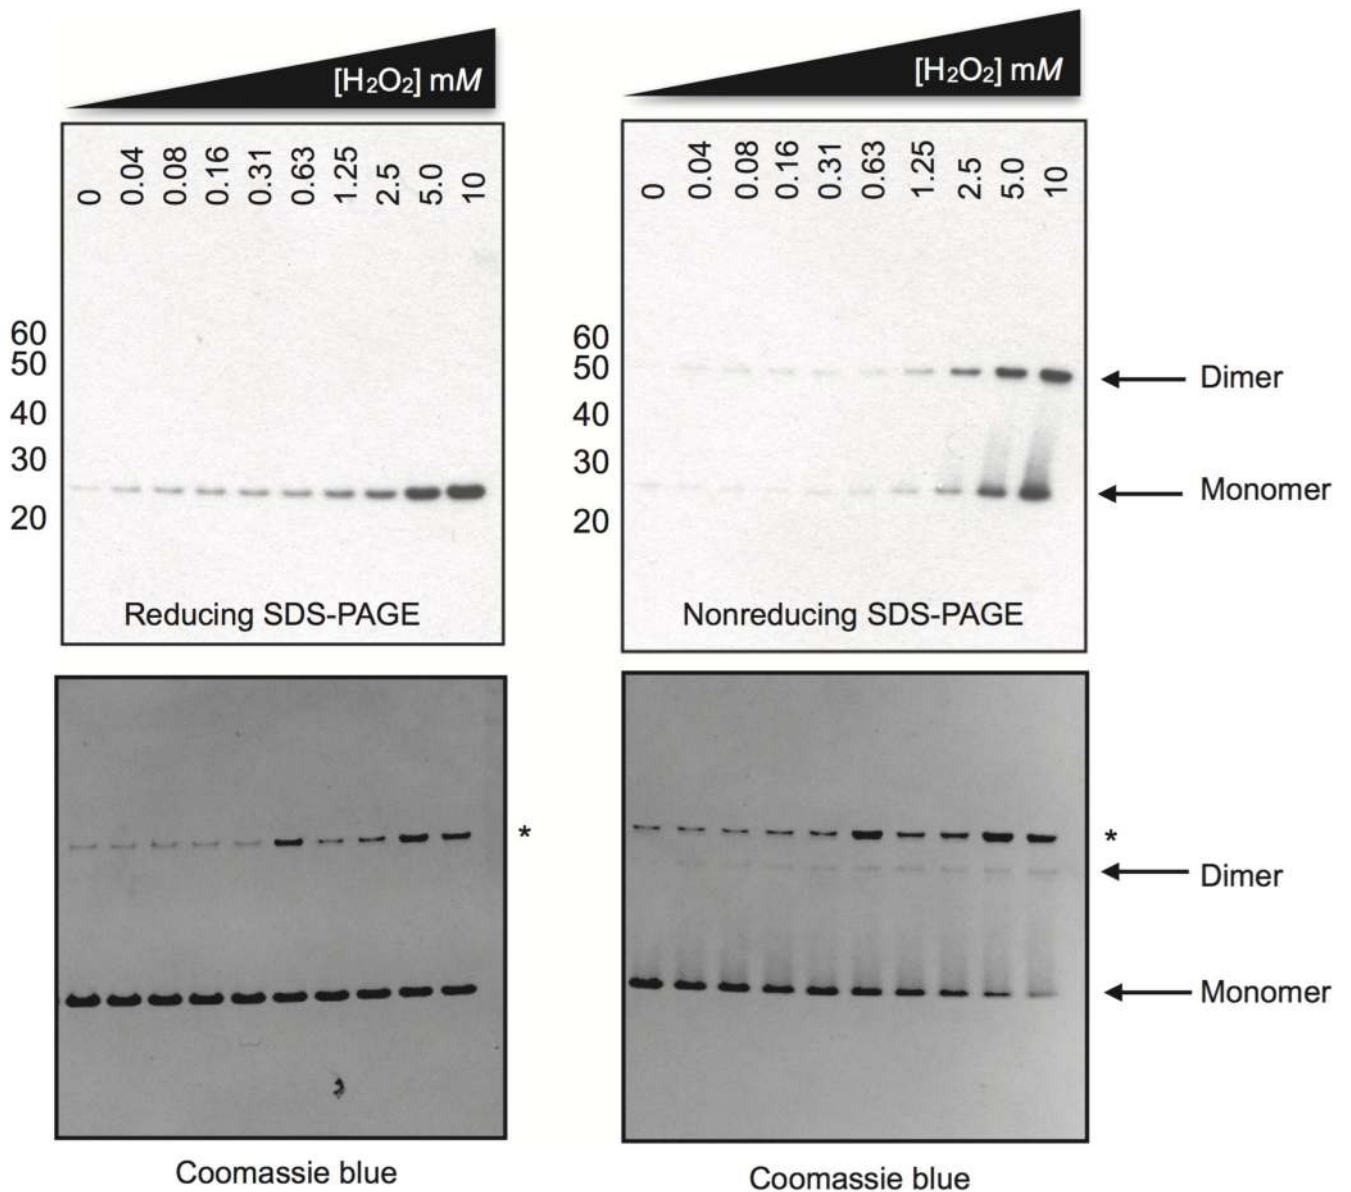 [H₂O₂] mM
0 0.04 0.08 0.16 0.31 0.63 1.25 2.5 5.0 10
60
50
40
30
20
Reducing SDS-PAGE
[H₂O₂] mM
0 0.04 0.08 0.16 0.31 0.63 1.25 2.5 5.0 10
60
50
40
30
20
Dimer
Monomer
Nonreducing SDS-PAGE
*
Coomassie blue
*
Dimer
Monomer
Coomassie blue